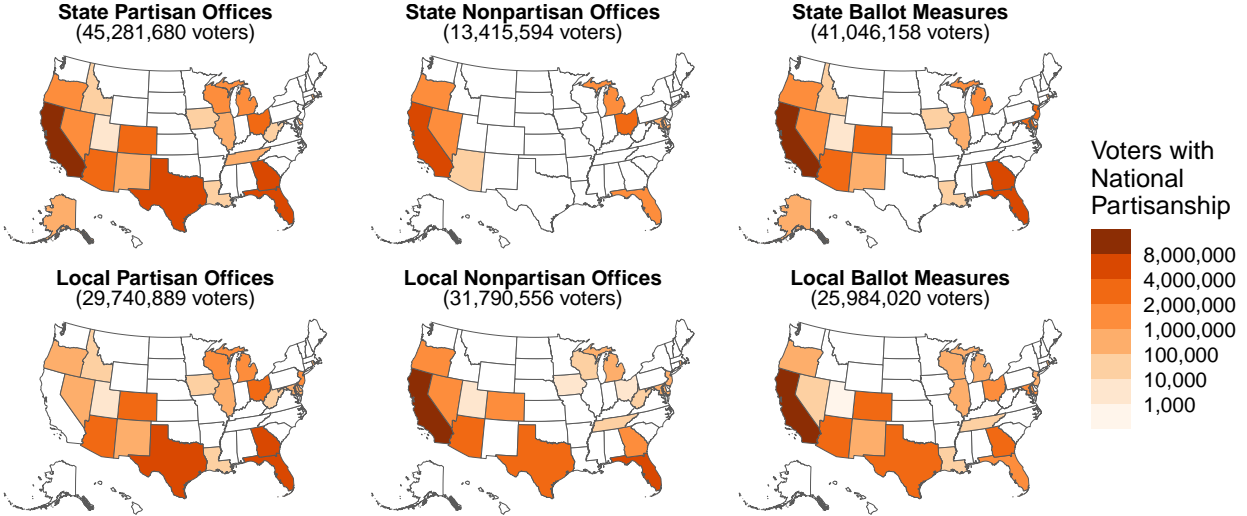 State Partisan Offices
(45,281,680 voters)
State Nonpartisan Offices
(13,415,594 voters)
State Ballot Measures
(41,046,158 voters)
Local Partisan Offices
(29,740,889 voters)
Local Nonpartisan Offices
(31,790,556 voters)
Local Ballot Measures
(25,984,020 voters)
Voters with
National
Partisanship
8,000,000
4,000,000
2,000,000
1,000,000
100,000
10,000
1,000